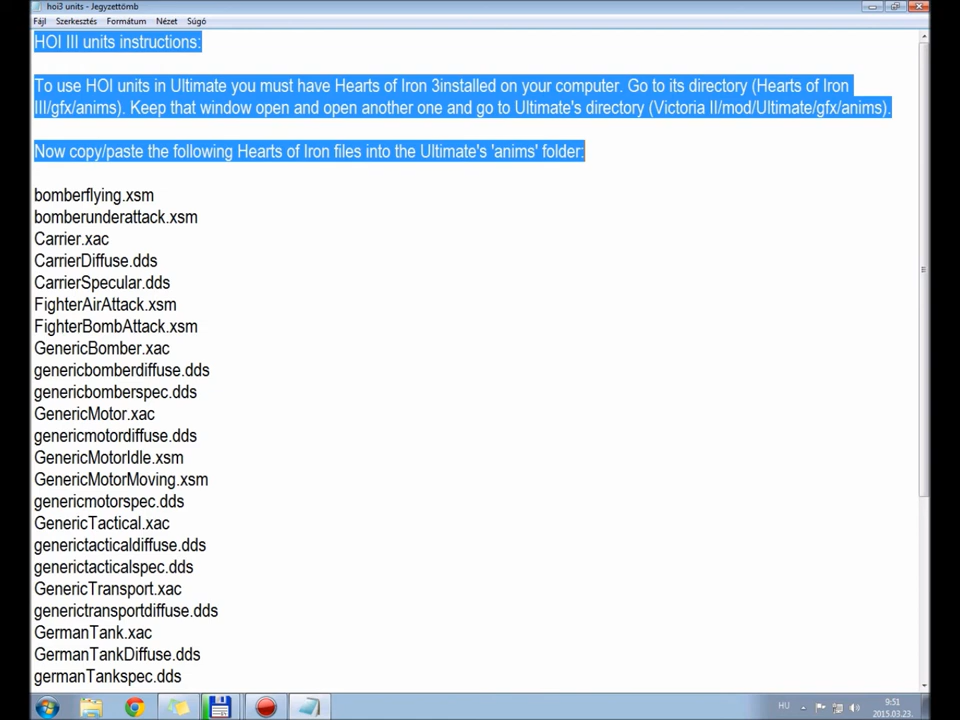 hoi3 units - Jegyzettömb
Fájl Szerkesztés Formátum Nézet Súgó
HOI III units instructions:
To use HOI units in Ultimate you must have Hearts of Iron 3installed on your computer. Go to its directory (Hearts of Iron
III/gfx/anims). Keep that window open and open another one and go to Ultimate's directory (Victoria II/mod/Ultimate/gfx/anims).
Now copy/paste the following Hearts of Iron files into the Ultimate's 'anims' folder:
bomberflying.xsm
bomberunderattack.xsm
Carrier.xac
CarrierDiffuse.dds
CarrierSpecular.dds
FighterAirAttack.xsm
FighterBombAttack.xsm
GenericBomber.xac
genericbomberdiffuse.dds
genericbomberspec.dds
GenericMotor.xac
genericmotordiffuse.dds
GenericMotorIdle.xsm
GenericMotorMoving.xsm
genericmotorspec.dds
GenericTactical.xac
generictacticaldiffuse.dds
generictacticalspec.dds
GenericTransport.xac
generictransportdiffuse.dds
GermanTank.xac
GermanTankDiffuse.dds
germanTankspec.dds
HU
9:51
2015.03.23.